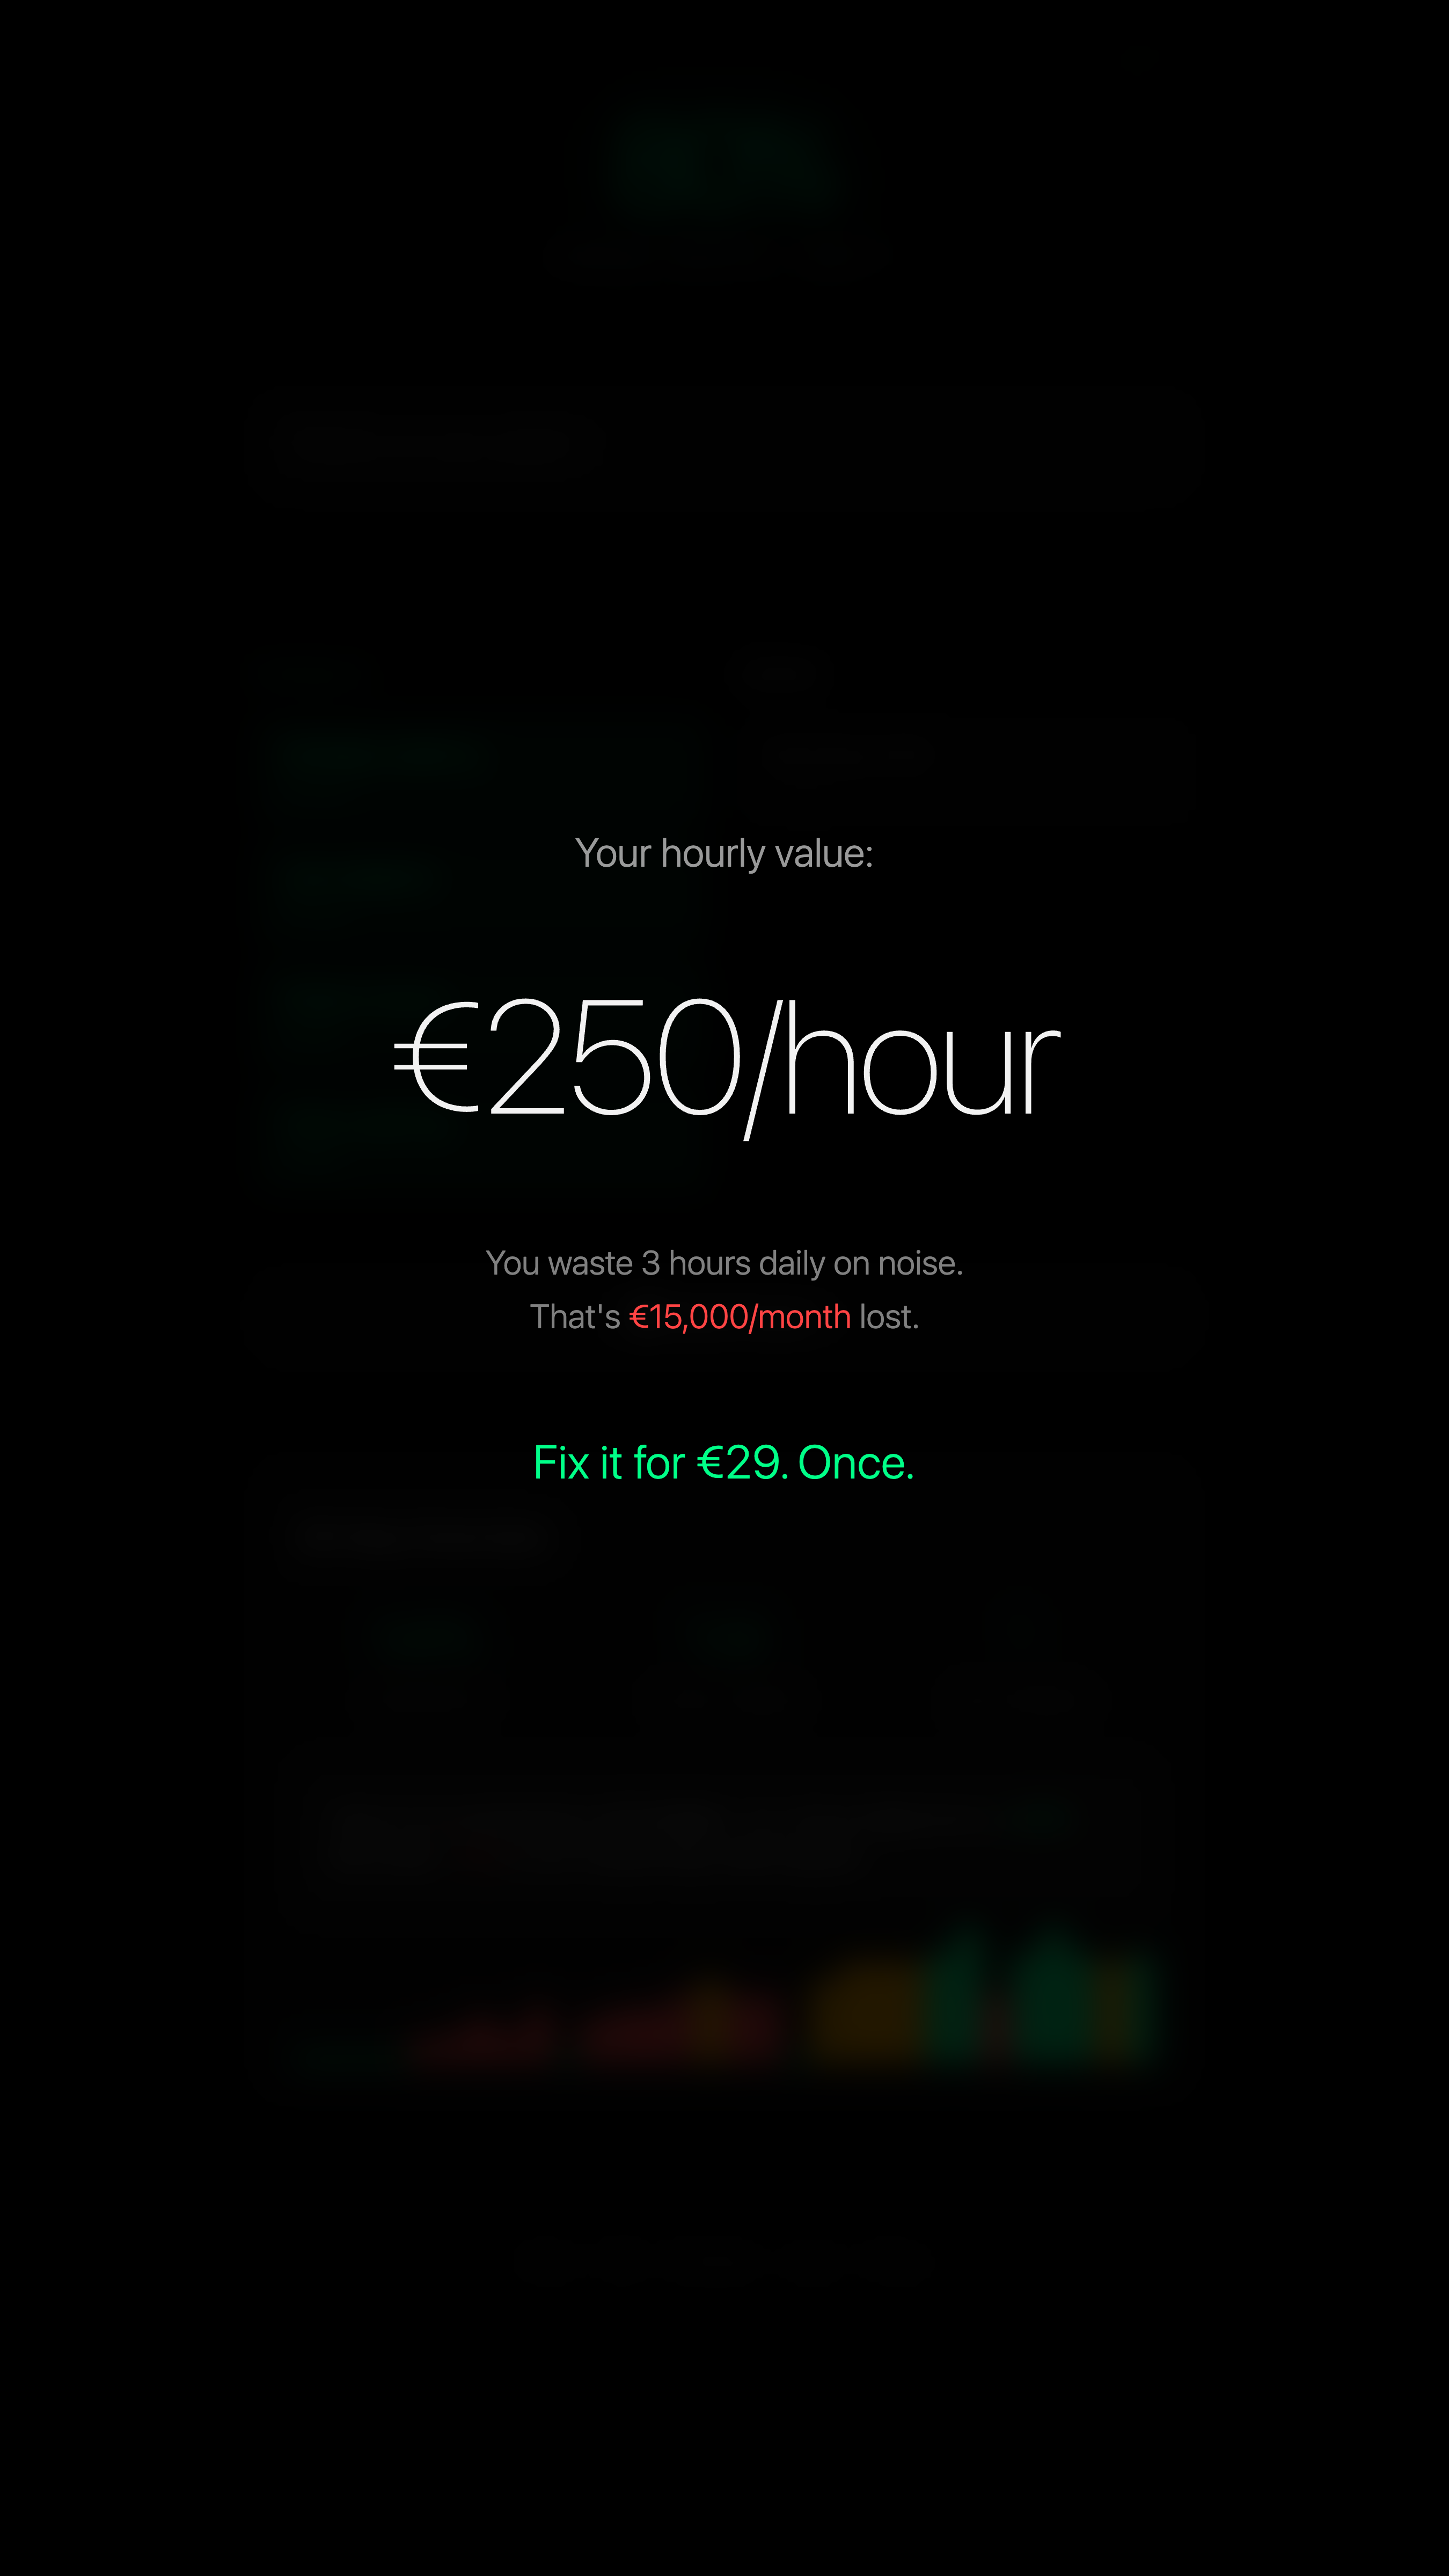 Your hourly value:
€250/hour
You waste 3 hours daily on noise.
That's €15,000/month lost.
Fix it for €29. Once.